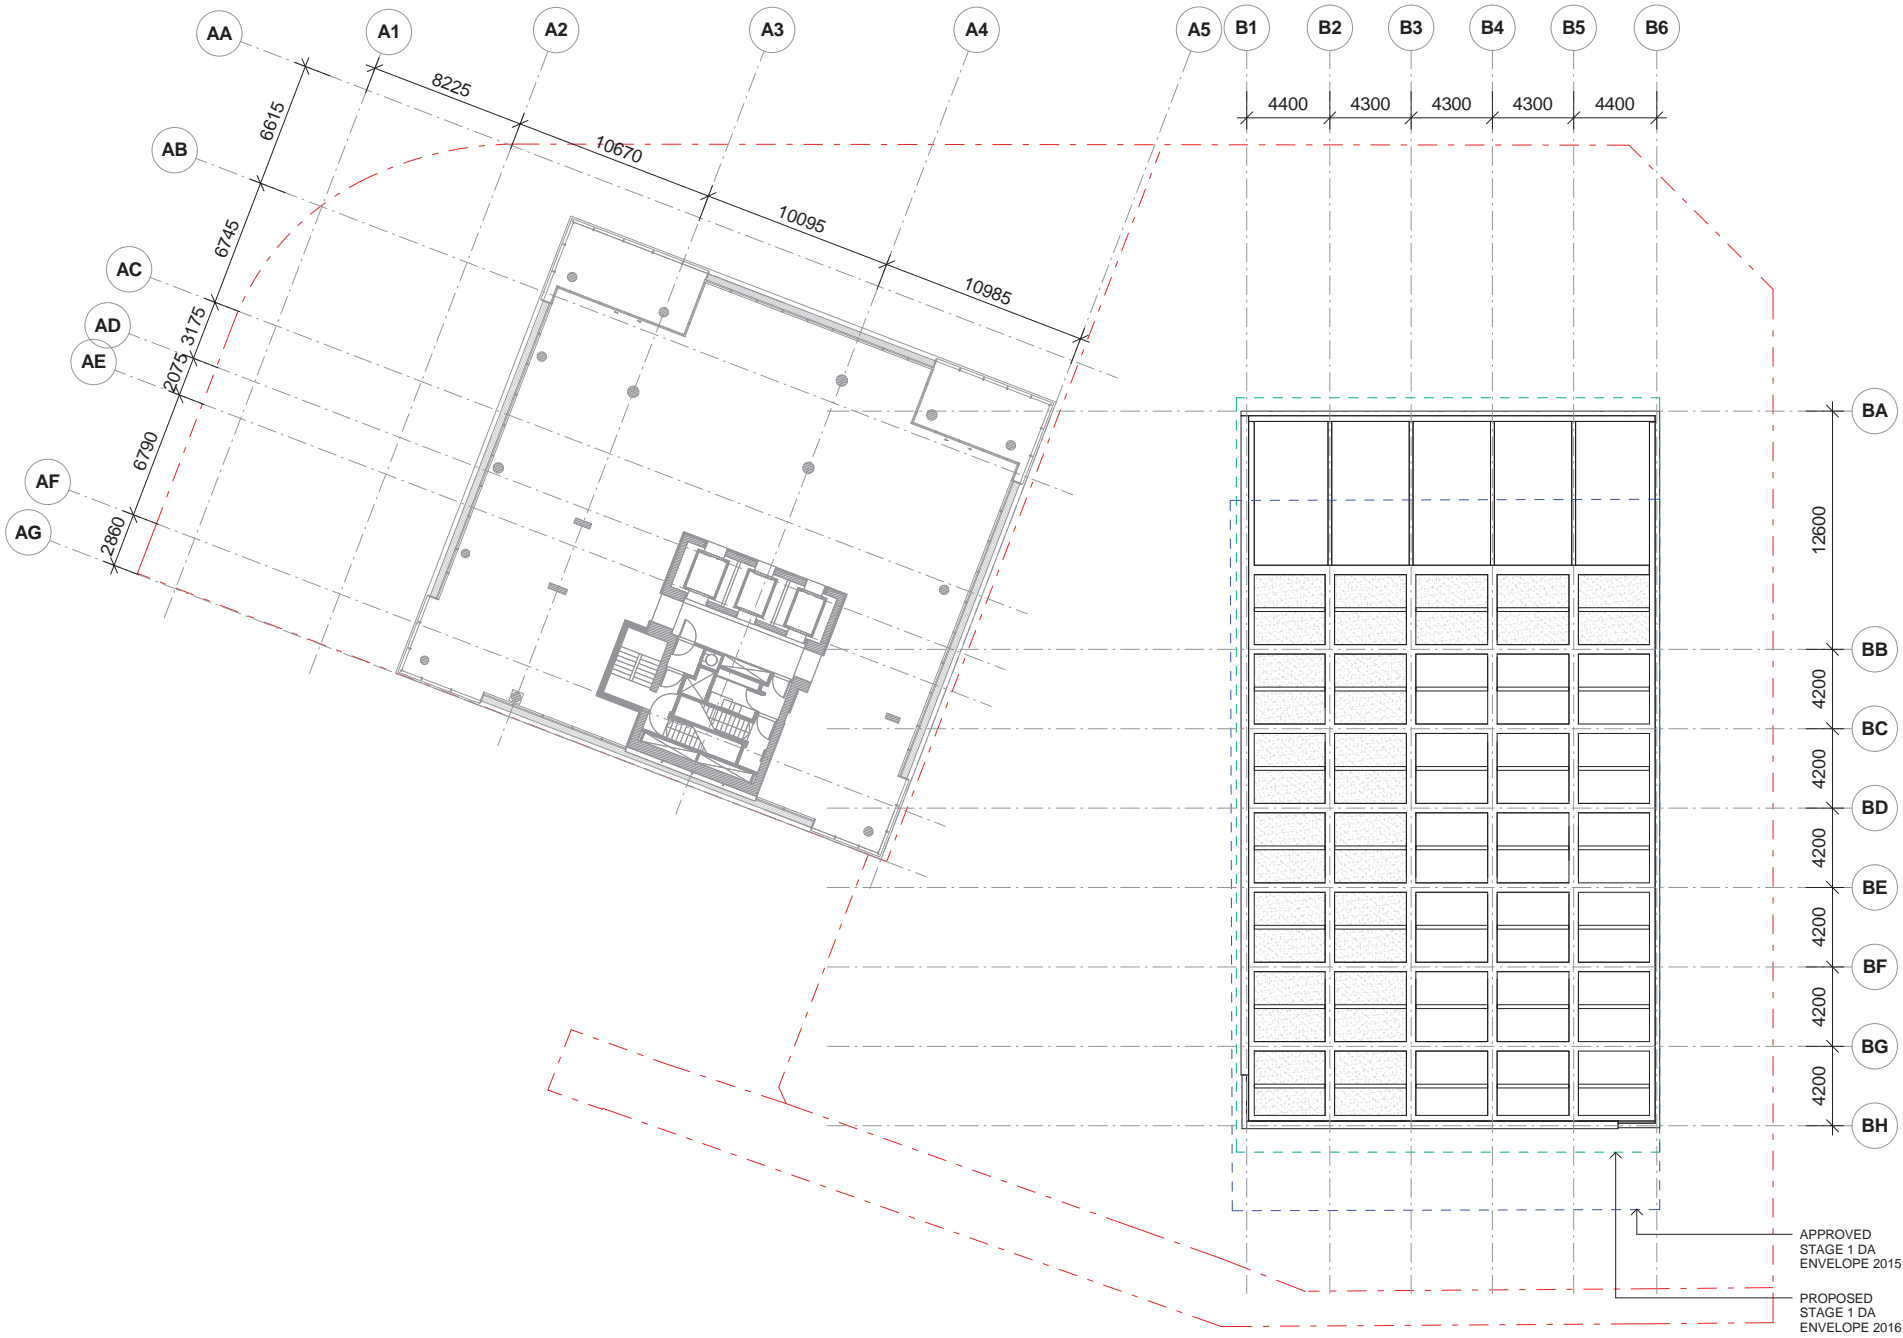 AA
A1
A2
A3
A4
A5
B1
B2
B3
B4
B5
B6
8225
10670
10095
10985
4400
4300
4300
4300
4400
AB
AC
AD
AE
AF
AG
6615
6745
3175
2075
6790
2860
BA
BB
BC
BD
BE
BF
BG
BH
12600
4200
4200
4200
4200
4200
4200
APPROVED
STAGE 1 DA
ENVELOPE 2015
PROPOSED
STAGE 1 DA
ENVELOPE 2016